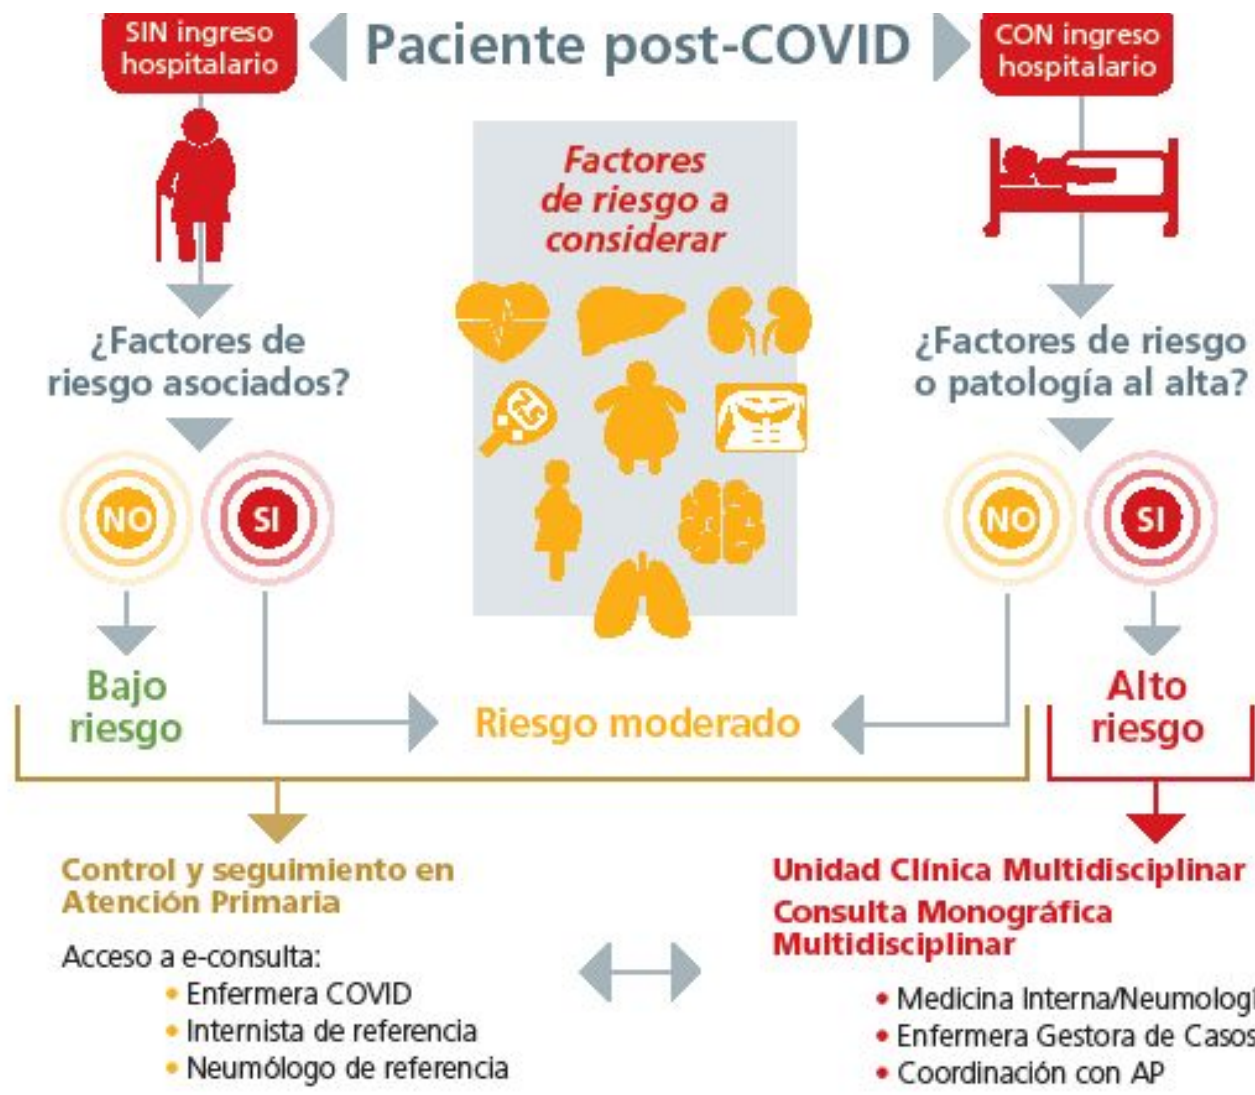 SIN ingreso
hospitalario
Paciente post-COVID
CON ingreso
hospitalario
Factores
de riesgo a
considerar
¿Factores de
riesgo asociados?
¿Factores de riesgo
o patología al alta?
NO
SI
NO
SI
Bajo
riesgo
Riesgo moderado
Alto
riesgo
Control y seguimiento en
Atención Primaria
Acceso a e-consulta:
• Enfermera COVID
• Internista de referencia
• Neumólogo de referencia
Unidad Clínica Multidisciplinar
Consulta Monográfica
Multidisciplinar
• Medicina Interna/Neumologí
• Enfermera Gestora de Casos
• Coordinación con AP